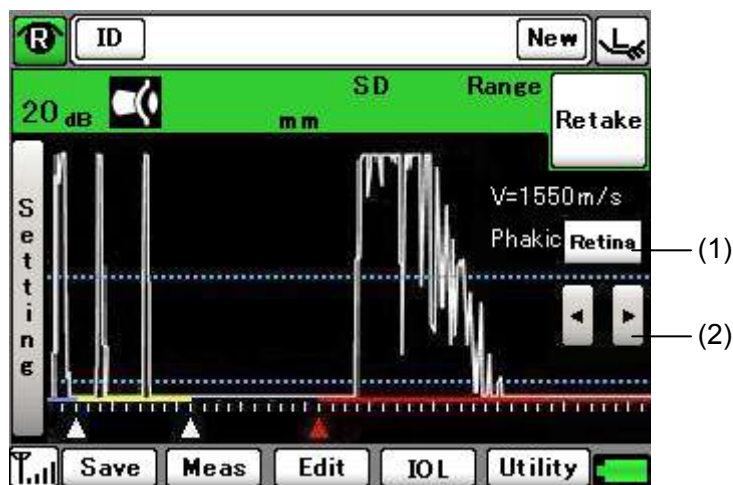 R ID New L
20 dB mm SD Range Retake
Setting
V=1550m/s
Phakic Retina (1)
(2)
Save Meas Edit IOL Utility